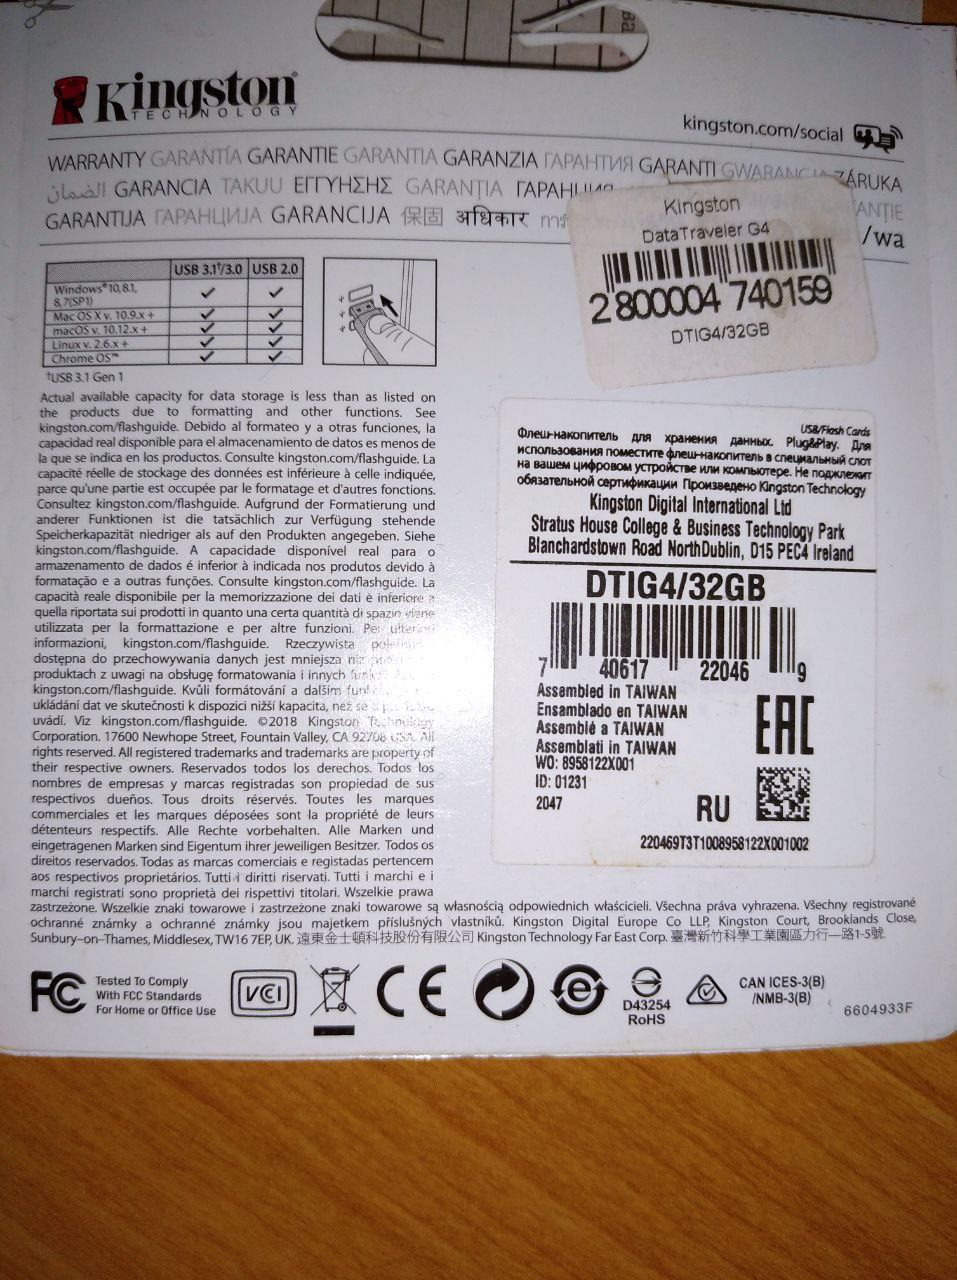 Kingston
TECHNOLOGY
kingston.com/social
WARRANTY GARANTÍA GARANTIE GARANTIA GARANZIA ГАРАНТИЯ GARANTI GWARANCJA ZÁRUKA
الضمان GARANCIA TAKUU ΕΓΓΥΗΣΗΣ GARANȚIA ГАРАНЦИЯ
GARANTIJA ГАРАНЦИЈА GARANCIJA 保固 अधिकार
/wa
Kingston
DataTraveler G4
2 800004 740159
DTIG4/32GB
USB 3.1†/3.0 USB 2.0
Windows® 10, 8.1,
8, 7(SP1)
Mac OS X v. 10.9.x +
macOS v. 10.12.x +
Linux v. 2.6.x +
Chrome OS™
†USB 3.1 Gen 1
Actual available capacity for data storage is less than as listed on
the products due to formatting and other functions. See
kingston.com/flashguide. Debido al formateo y a otras funciones, la
capacidad real disponible para el almacenamiento de datos es menos de
la que se indica en los productos. Consulte kingston.com/flashguide. La
capacité réelle de stockage des données est inférieure à celle indiquée,
parce qu'une partie est occupée par le formatage et d'autres fonctions.
Consultez kingston.com/flashguide. Aufgrund der Formatierung und
anderer Funktionen ist die tatsächlich zur Verfügung stehende
Speicherkapazität niedriger als auf den Produkten angegeben. Siehe
kingston.com/flashguide. A capacidade disponível real para o
armazenamento de dados é inferior à indicada nos produtos devido à
formatação e a outras funções. Consulte kingston.com/flashguide. La
capacità reale disponibile per la memorizzazione dei dati è inferiore a
quella riportata sui prodotti in quanto una certa quantità di spazio viene
utilizzata per la formattazione e per altre funzioni. Per ulteriori
informazioni, kingston.com/flashguide. Rzeczywista
dostępna do przechowywania danych jest mniejsza
produktach z uwagi na obsługę formatowania i innych
kingston.com/flashguide. Kvůli formátování a dalším
ukládání dat ve skutečnosti k dispozici nižší kapacita, než
uvádí. Viz kingston.com/flashguide. ©2018 Kingston Technology
Corporation. 17600 Newhope Street, Fountain Valley, CA 92708 USA. All
rights reserved. All registered trademarks and trademarks are property of
their respective owners. Reservados todos los derechos. Todos los
nombres de empresas y marcas registradas son propiedad de sus
respectivos dueños. Tous droits réservés. Toutes les marques
commerciales et les marques déposées sont la propriété de leurs
détenteurs respectifs. Alle Rechte vorbehalten. Alle Marken und
eingetragenen Marken sind Eigentum ihrer jeweiligen Besitzer. Todos os
direitos reservados. Todas as marcas comerciais e registadas pertencem
aos respectivos proprietários. Tutti i diritti riservati. Tutti i marchi e i
marchi registrati sono proprietà dei rispettivi titolari. Wszelkie prawa
zastrzeżone. Wszelkie znaki towarowe i zastrzeżone znaki towarowe są własnością odpowiednich właścicieli. Všechna práva vyhrazena. Všechny registrované
ochranné známky a ochranné známky jsou majetkem příslušných vlastníků. Kingston Digital Europe Co LLP, Kingston Court, Brooklands Close,
Sunbury-on-Thames, Middlesex, TW16 7EP, UK. 遠東金士頓科技股份有限公司 Kingston Technology Far East Corp. 臺灣新竹科學工業園區力行一路1-5號
USB/Flash Cards
Флеш-накопитель для хранения данных. Plug&Play. Для
использования поместите флеш-накопитель в специальный слот
на вашем цифровом устройстве или компьютере. Не подлежит
обязательной сертификации Произведено Kingston Technology
Kingston Digital International Ltd
Stratus House College & Business Technology Park
Blanchardstown Road NorthDublin, D15 PEC4 Ireland
DTIG4/32GB
7 40617 22046 9
Assembled in TAIWAN
Ensamblado en TAIWAN
Assemblé a TAIWAN
Assemblati in TAIWAN
WO: 8958122X001
ID: 01231
2047
EAC
RU
220469T3T1008958122X001002
FC Tested To Comply
With FCC Standards
For Home or Office Use
VCI
CE
D43254
RoHS
CAN ICES-3(B)
/NMB-3(B)
6604933F